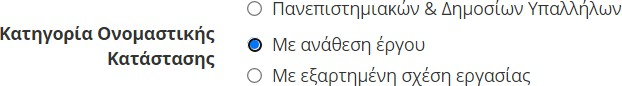 Πανεπιστημιακών & Δημοσίων Υπαλλήλων
Κατηγορία Ονομαστικής
Κατάστασης
Με ανάθεση έργου
Με εξαρτημένη σχέση εργασίας